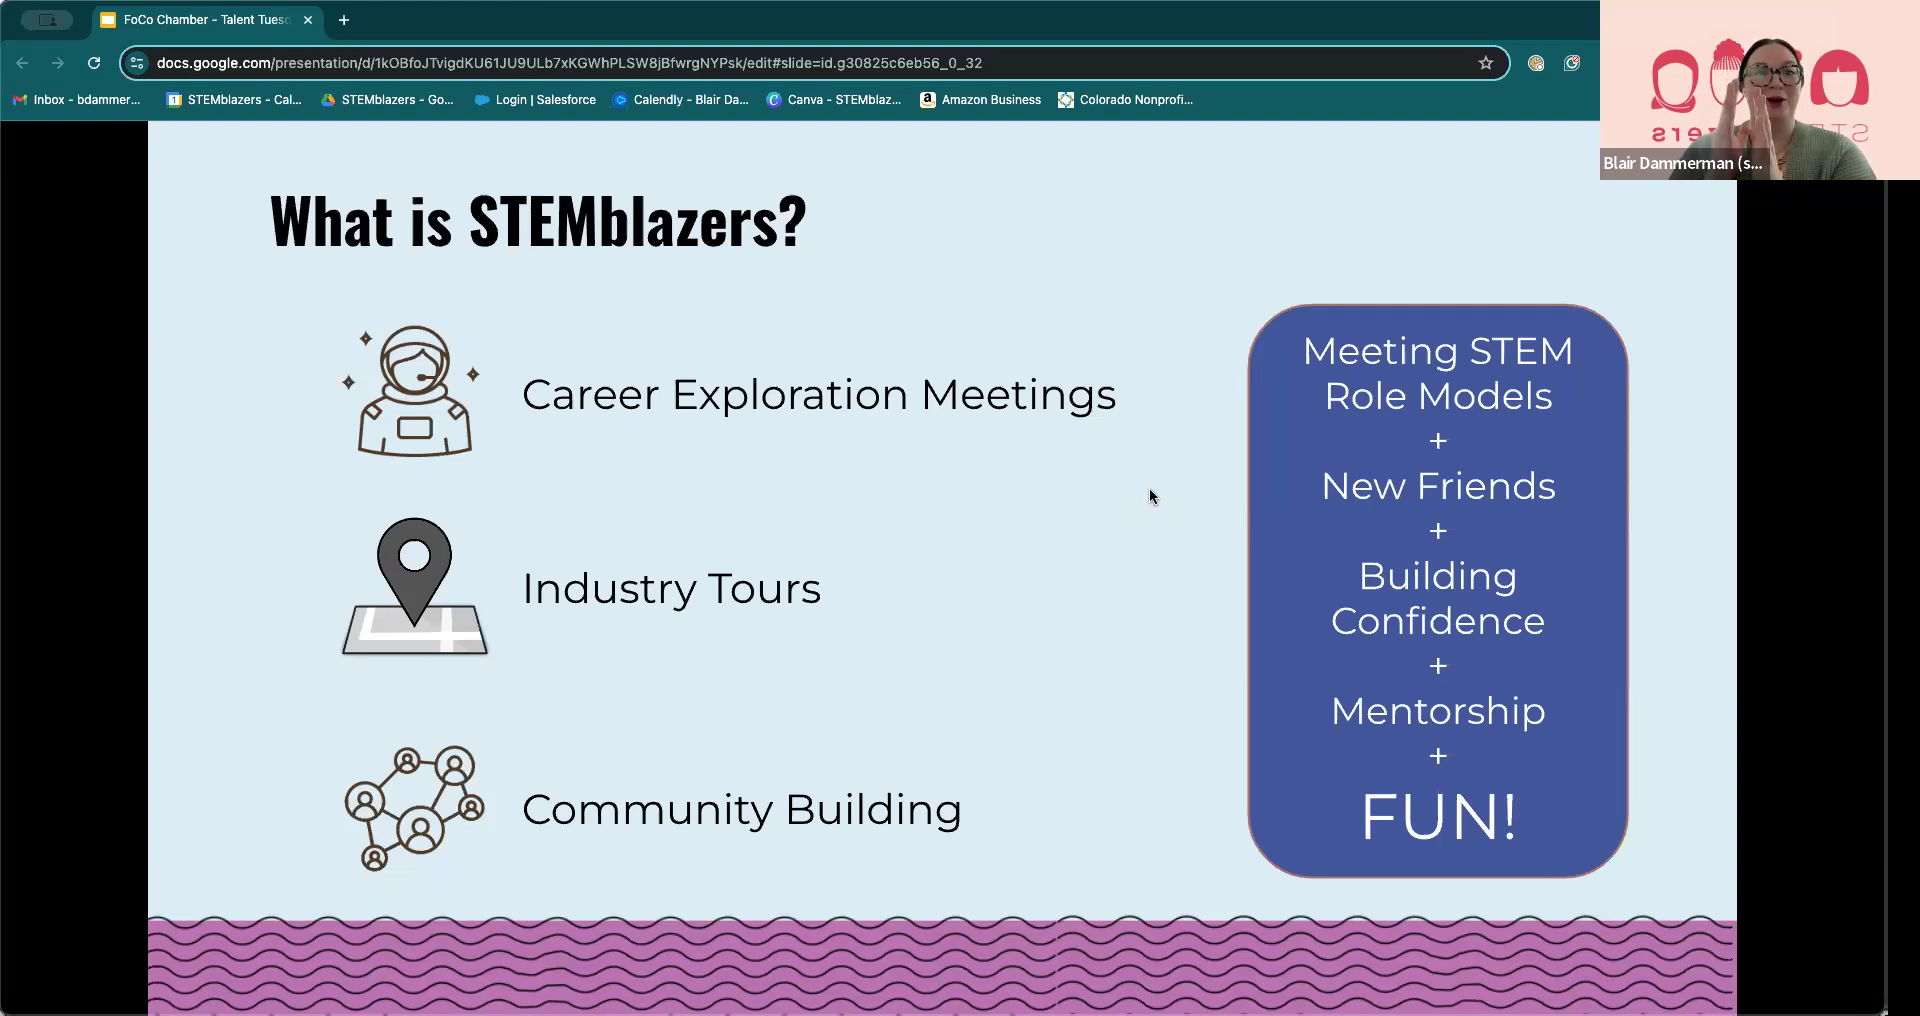 FoCo Chamber - Talent Tues
docs.google.com/presentation/d/1kOBfoJTvigdKU61JU9ULb7xKGWhPLSW8jBfwrgNYPsk/edit#slide=id.g30825c6eb56_0_32
Inbox - bdammer...
STEMblazers - Cal...
STEMblazers - Go...
Login | Salesforce
Calendly - Blair Da...
Canva - STEMblaz...
Amazon Business
Colorado Nonprofi...
Blair Dammerman (s...
What is STEMblazers?
Career Exploration Meetings
Industry Tours
Community Building
Meeting STEM
Role Models
+
New Friends
+
Building
Confidence
+
Mentorship
+
FUN!